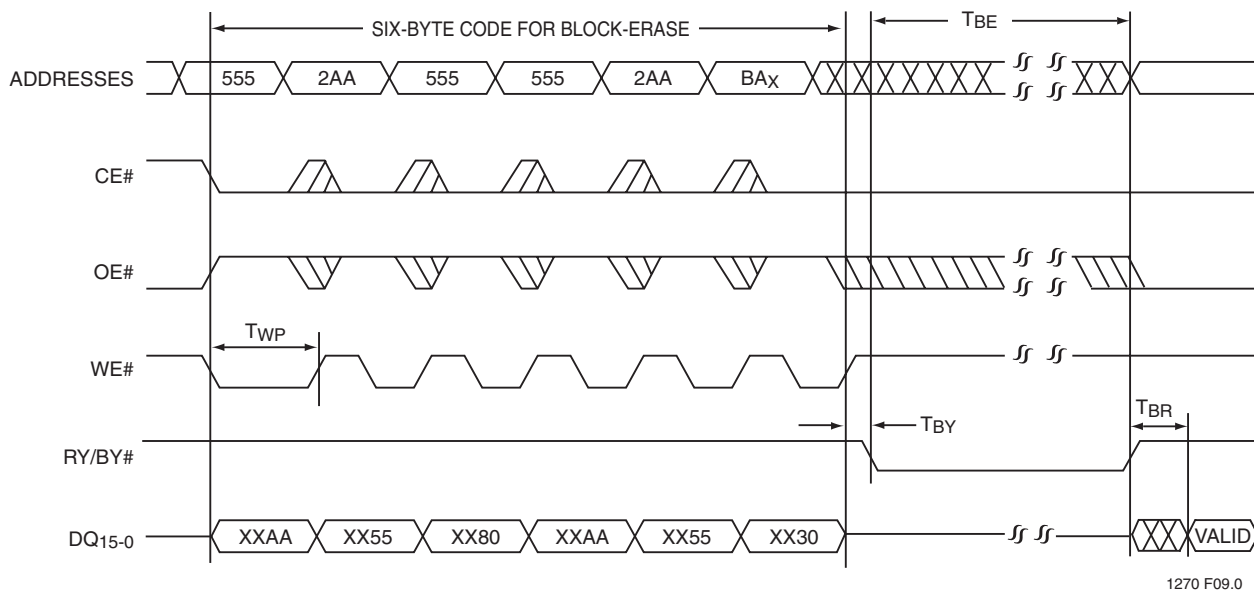 SIX-BYTE CODE FOR BLOCK-ERASE
TBE
ADDRESSES 555 2AA 555 555 2AA BAX
CE#
OE#
TWP
WE#
TBR
TBY
RY/BY#
DQ15-0 XXAA XX55 XX80 XXAA XX55 XX30 VALID
1270 F09.0